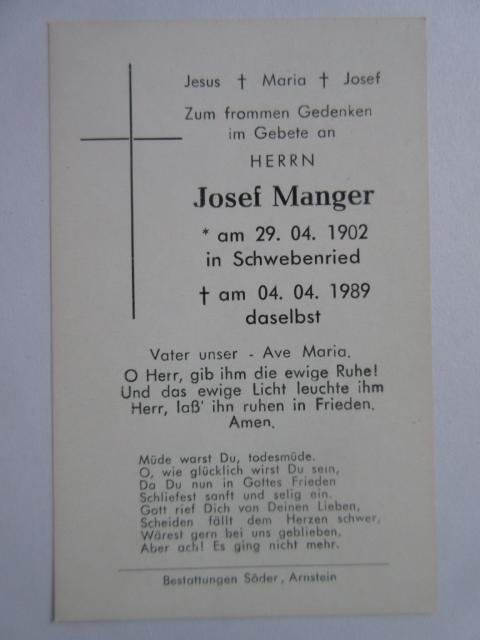 Jesus † Maria † Josef
Zum frommen Gedenken
im Gebete an
HERRN
Josef Manger
* am 29. 04. 1902
in Schwebenried
† am 04. 04. 1989
daselbst
Vater unser - Ave Maria.
O Herr, gib ihm die ewige Ruhe!
Und das ewige Licht leuchte ihm
Herr, laß' ihn ruhen in Frieden.
Amen.
Müde warst Du, todesmüde.
O, wie glücklich wirst Du sein,
Da Du nun in Gottes Frieden
Schliefest sanft und selig ein.
Gott rief Dich von Deinen Lieben,
Scheiden fällt dem Herzen schwer,
Wärest gern bei uns geblieben,
Aber ach! Es ging nicht mehr.
Bestattungen Söder, Arnstein